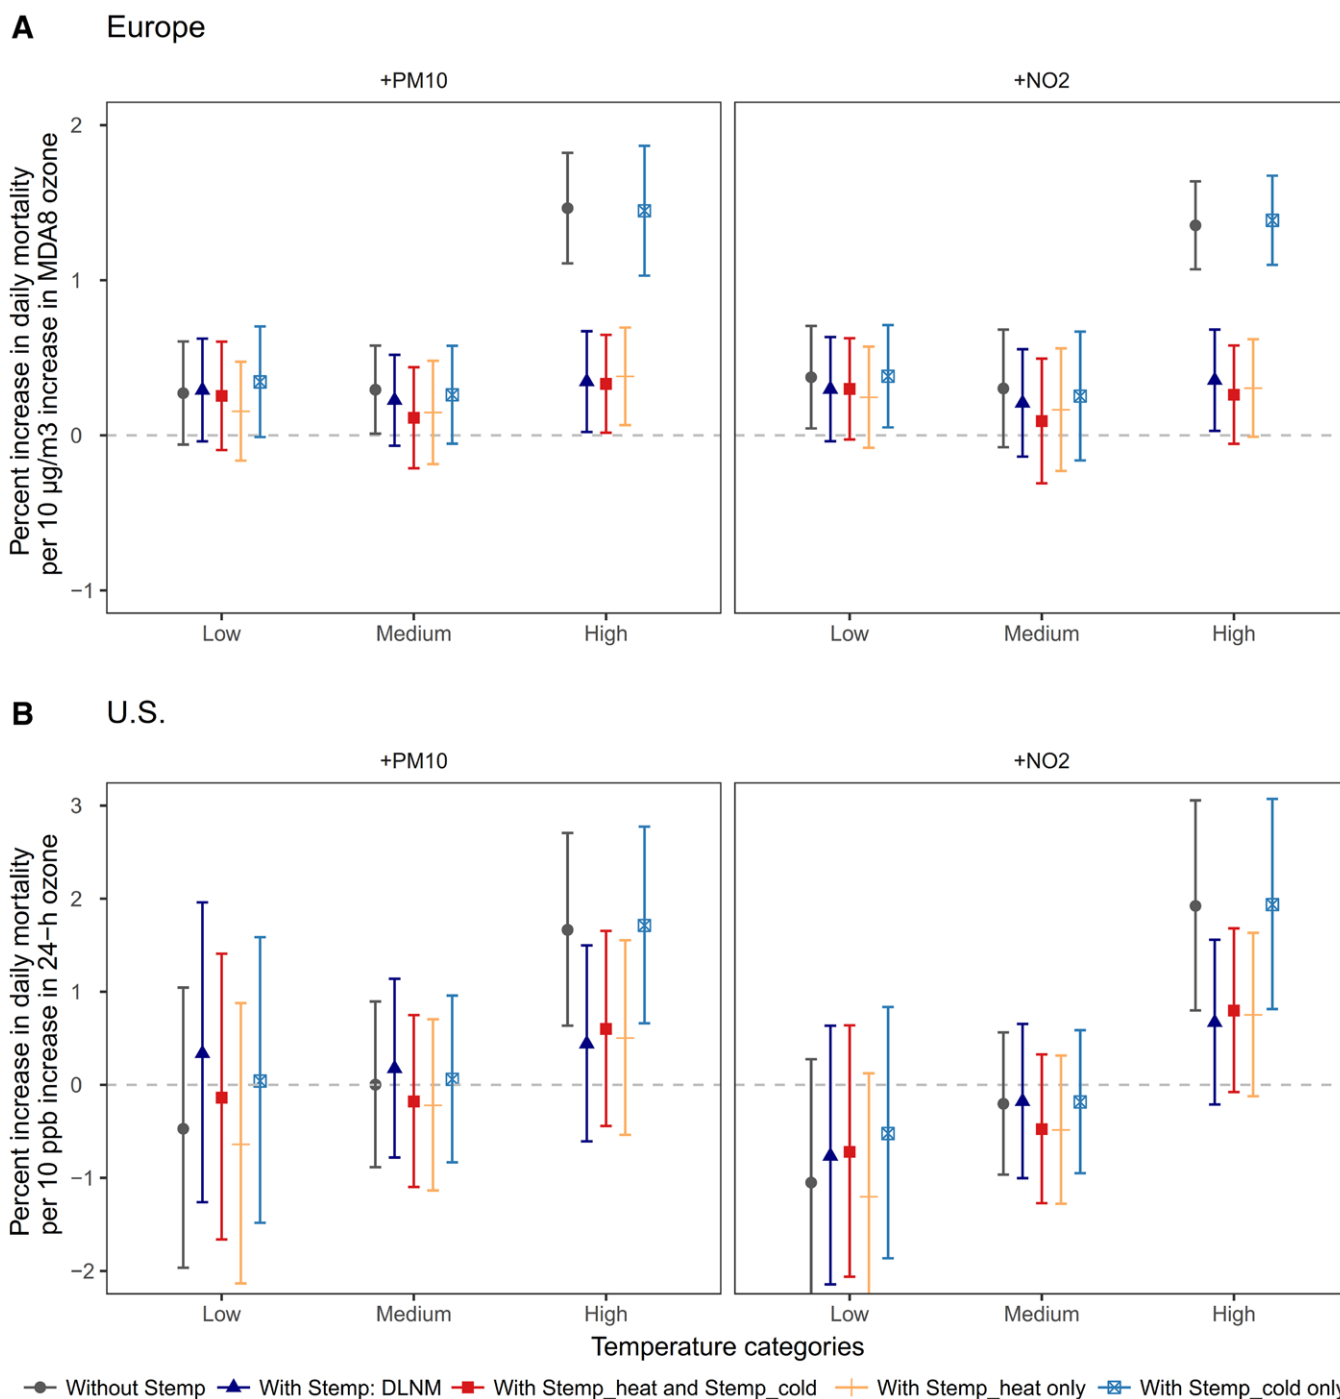 A Europe
+PM10 +NO2
Percent increase in daily mortality
per 10 µg/m3 increase in MDA8 ozone
2
1
0
−1
Low Medium High Low Medium High
B U.S.
+PM10 +NO2
Percent increase in daily mortality
per 10 ppb increase in 24−h ozone
3
2
1
0
−1
−2
Low Medium High Low Medium High
Temperature categories
Without Stemp With Stemp: DLNM With Stemp_heat and Stemp_cold With Stemp_heat only With Stemp_cold onl